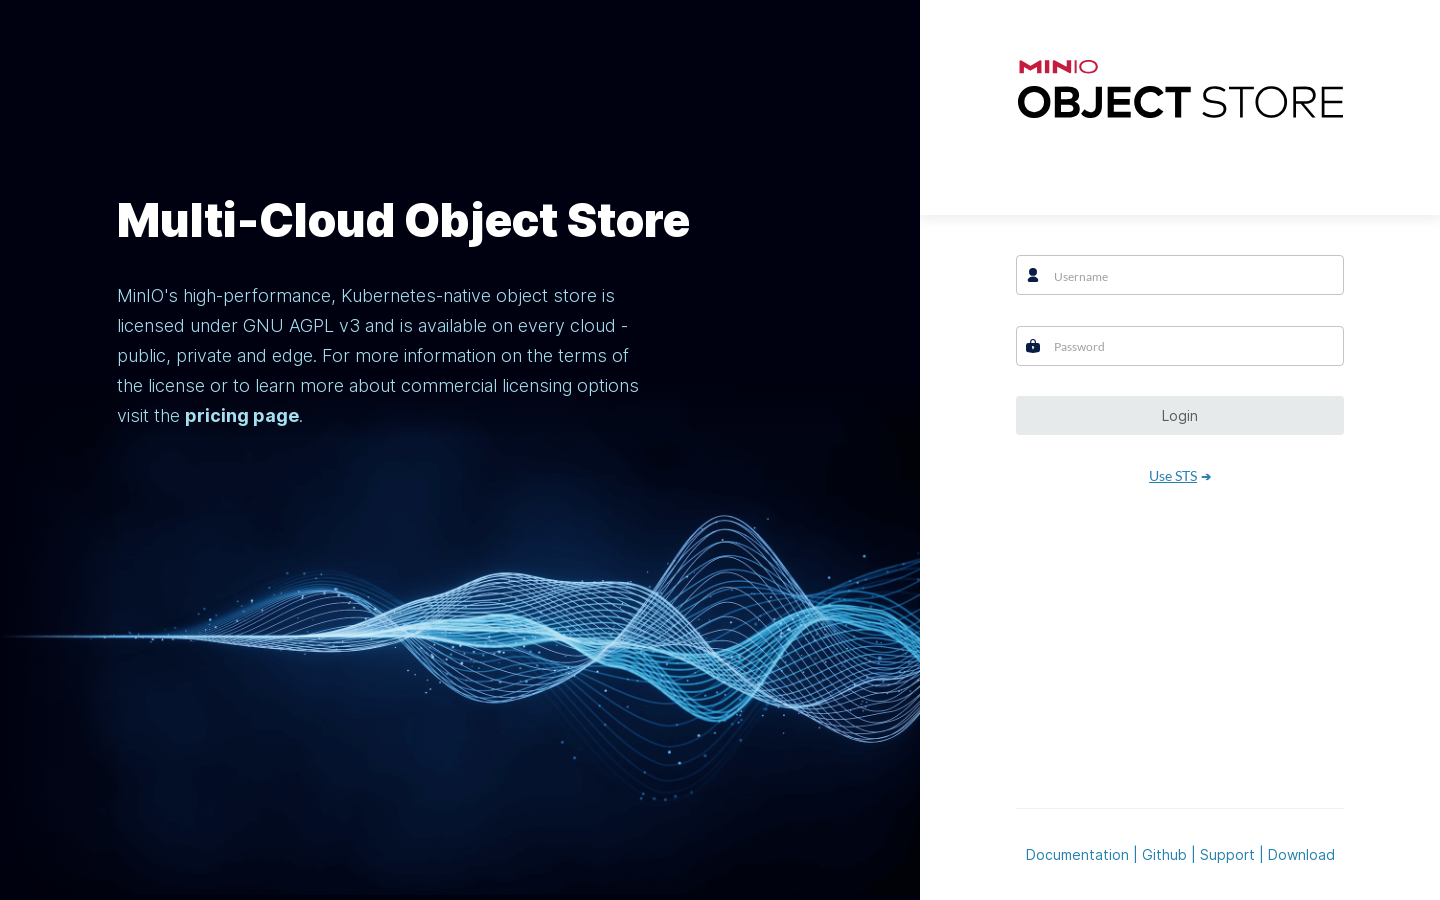 Multi-Cloud Object Store
MinIO's high-performance, Kubernetes-native object store is
licensed under GNU AGPL v3 and is available on every cloud -
public, private and edge. For more information on the terms of
the license or to learn more about commercial licensing options
visit the pricing page.
MINIO
OBJECT STORE
Username
Password
Login
Use STS ➔
Documentation | Github | Support | Download